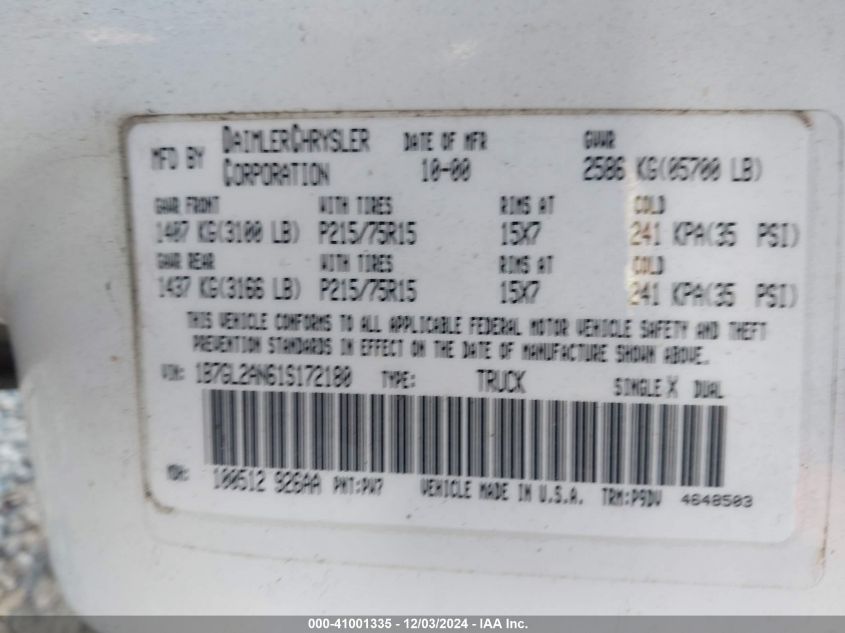 MFD BY DAIMLERCHRYSLER CORPORATION DATE OF MFR 10-00 GVWR 2586 KG(05700 LB)
GAWR FRONT WITH TIRES RIMS AT COLD
1407 KG(3100 LB) P215/75R15 15X7 241 KPA(35 PSI)
GAWR REAR WITH TIRES RIMS AT COLD
1437 KG(3166 LB) P215/75R15 15X7 241 KPA(35 PSI)
THIS VEHICLE CONFORMS TO ALL APPLICABLE FEDERAL MOTOR VEHICLE SAFETY AND THEFT
PREVENTION STANDARDS IN EFFECT ON THE DATE OF MANUFACTURE SHOWN ABOVE.
VIN: 1B7GL2AN61S172180 TYPE: TRUCK SINGLE X DUAL
MDH: 100512 926AA PNT:PW7 VEHICLE MADE IN U.S.A. TRM:P9DV 4648503
000-41001335 - 12/03/2024 - IAA Inc.